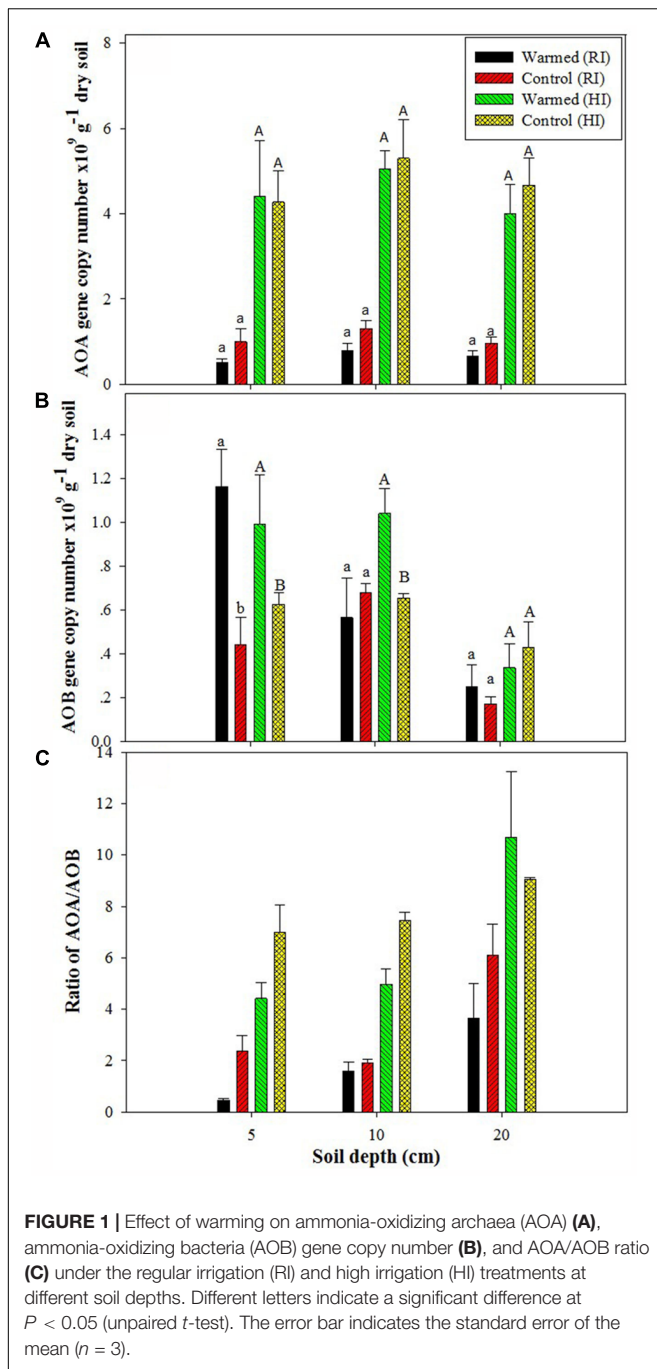 A
8
6
4
2
0
AOA gene copy number x10⁹ g⁻¹ dry soil
Warmed (RI)
Control (RI)
Warmed (HI)
Control (HI)
a a A A
a a A A
a a A A
B
1.4
1.2
1.0
.8
.6
.4
.2
0.0
AOB gene copy number x10⁹ g⁻¹ dry soil
a b A B
a a A B
a a A A
C
14
12
10
8
6
4
2
0
Ratio of AOA/AOB
5 10 20
Soil depth (cm)
FIGURE 1 | Effect of warming on ammonia-oxidizing archaea (AOA) (A),
ammonia-oxidizing bacteria (AOB) gene copy number (B), and AOA/AOB ratio
(C) under the regular irrigation (RI) and high irrigation (HI) treatments at
different soil depths. Different letters indicate a significant difference at
P < 0.05 (unpaired t-test). The error bar indicates the standard error of the
mean (n = 3).